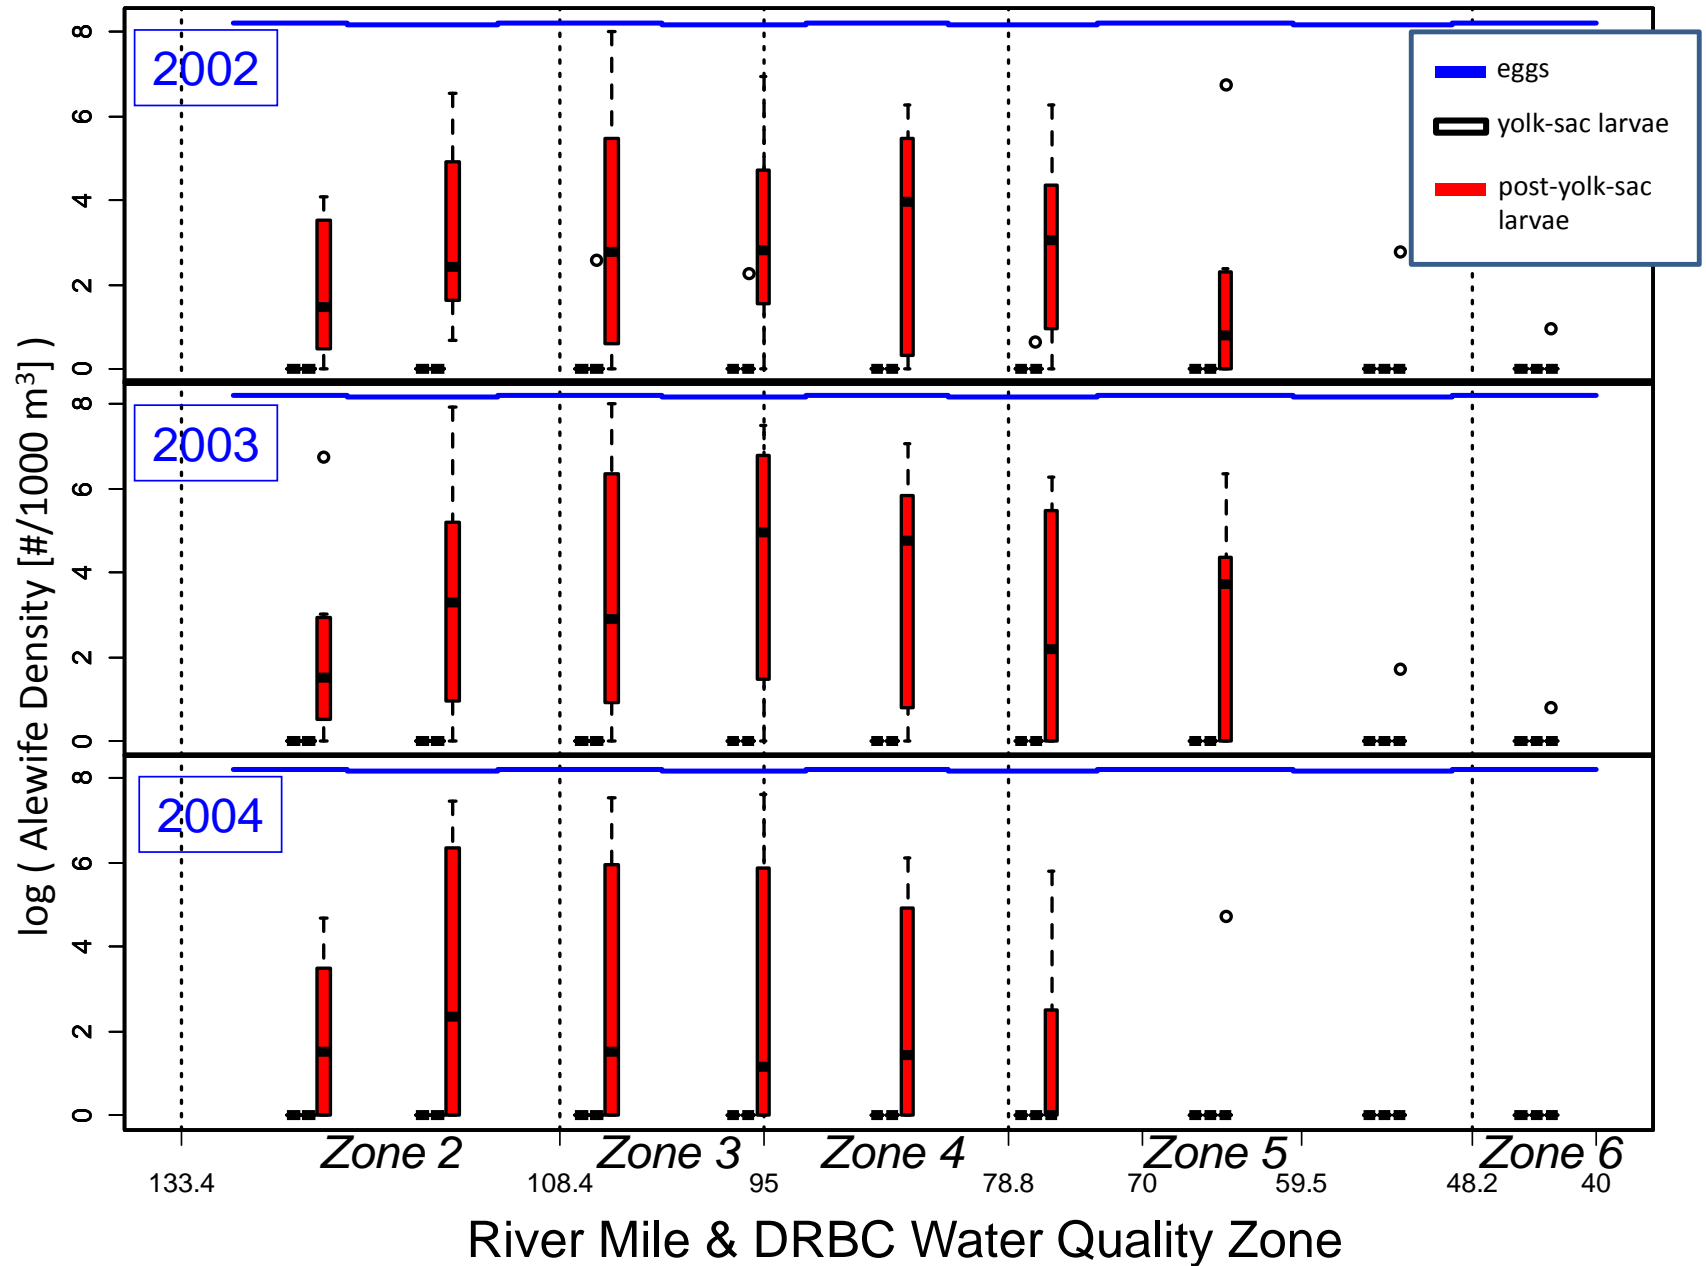 log ( Alewife Density [#/1000 m³] )
2002
8
6
4
2
0
eggs
yolk-sac larvae
post-yolk-sac
larvae
2003
8
6
4
2
0
2004
8
6
4
2
0
Zone 2 Zone 3 Zone 4 Zone 5 Zone 6
133.4 108.4 95 78.8 70 59.5 48.2 40
River Mile & DRBC Water Quality Zone